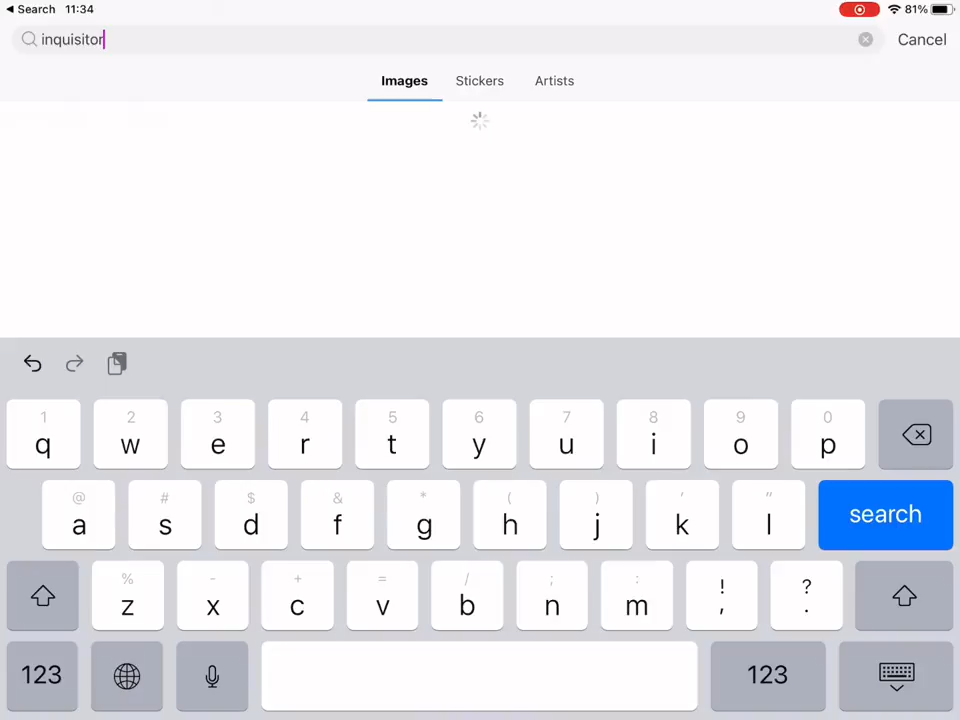 Search 11:34 81%
inquisitor Cancel
Images Stickers Artists
1 2 3 4 5 6 7 8 9 0
q w e r t y u i o p
@ # $ & * ( ) ' "
a s d f g h j k l search
% - + = / ; : ! ?
z x c v b n m , .
123 123